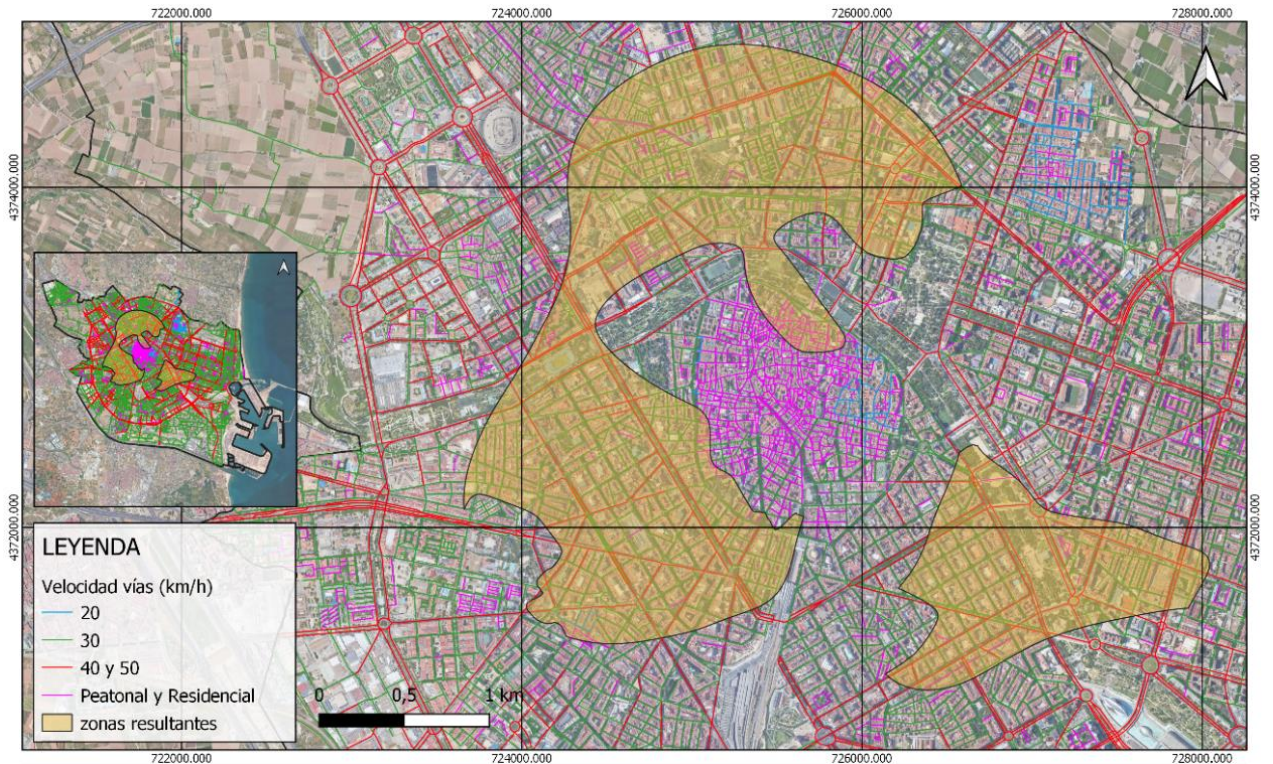 722000.000 724000.000 726000.000 728000.000
4374000.000 4374000.000
4372000.000 4372000.000
LEYENDA
Velocidad vías (km/h)
20
30
40 y 50
Peatonal y Residencial
zonas resultantes
0 0,5 1 km
722000.000 724000.000 726000.000 728000.000